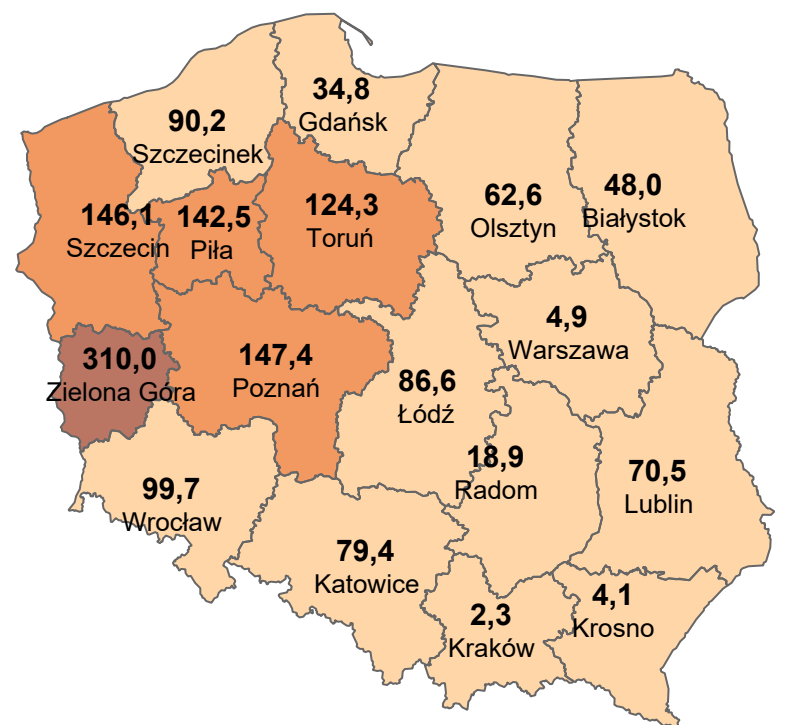 34,8
Gdańsk
90,2
Szczecinek
146,1
Szczecin
142,5
Piła
124,3
Toruń
62,6
Olsztyn
48,0
Białystok
4,9
Warszawa
310,0
Zielona Góra
147,4
Poznań
86,6
Łódź
18,9
Radom
70,5
Lublin
99,7
Wrocław
79,4
Katowice
2,3
Kraków
4,1
Krosno